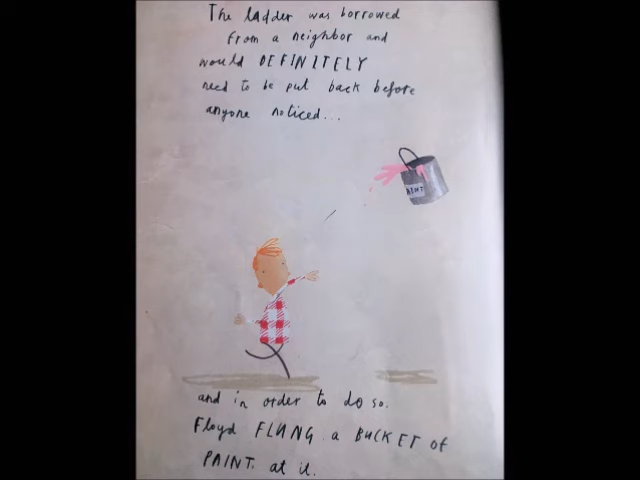 The ladder was borrowed
from a neighbor and
would DEFINITELY
need to be put back before
anyone noticed...
PAINT
and in order to do so.
Floyd FLUNG a BUCKET of
PAINT. at it.